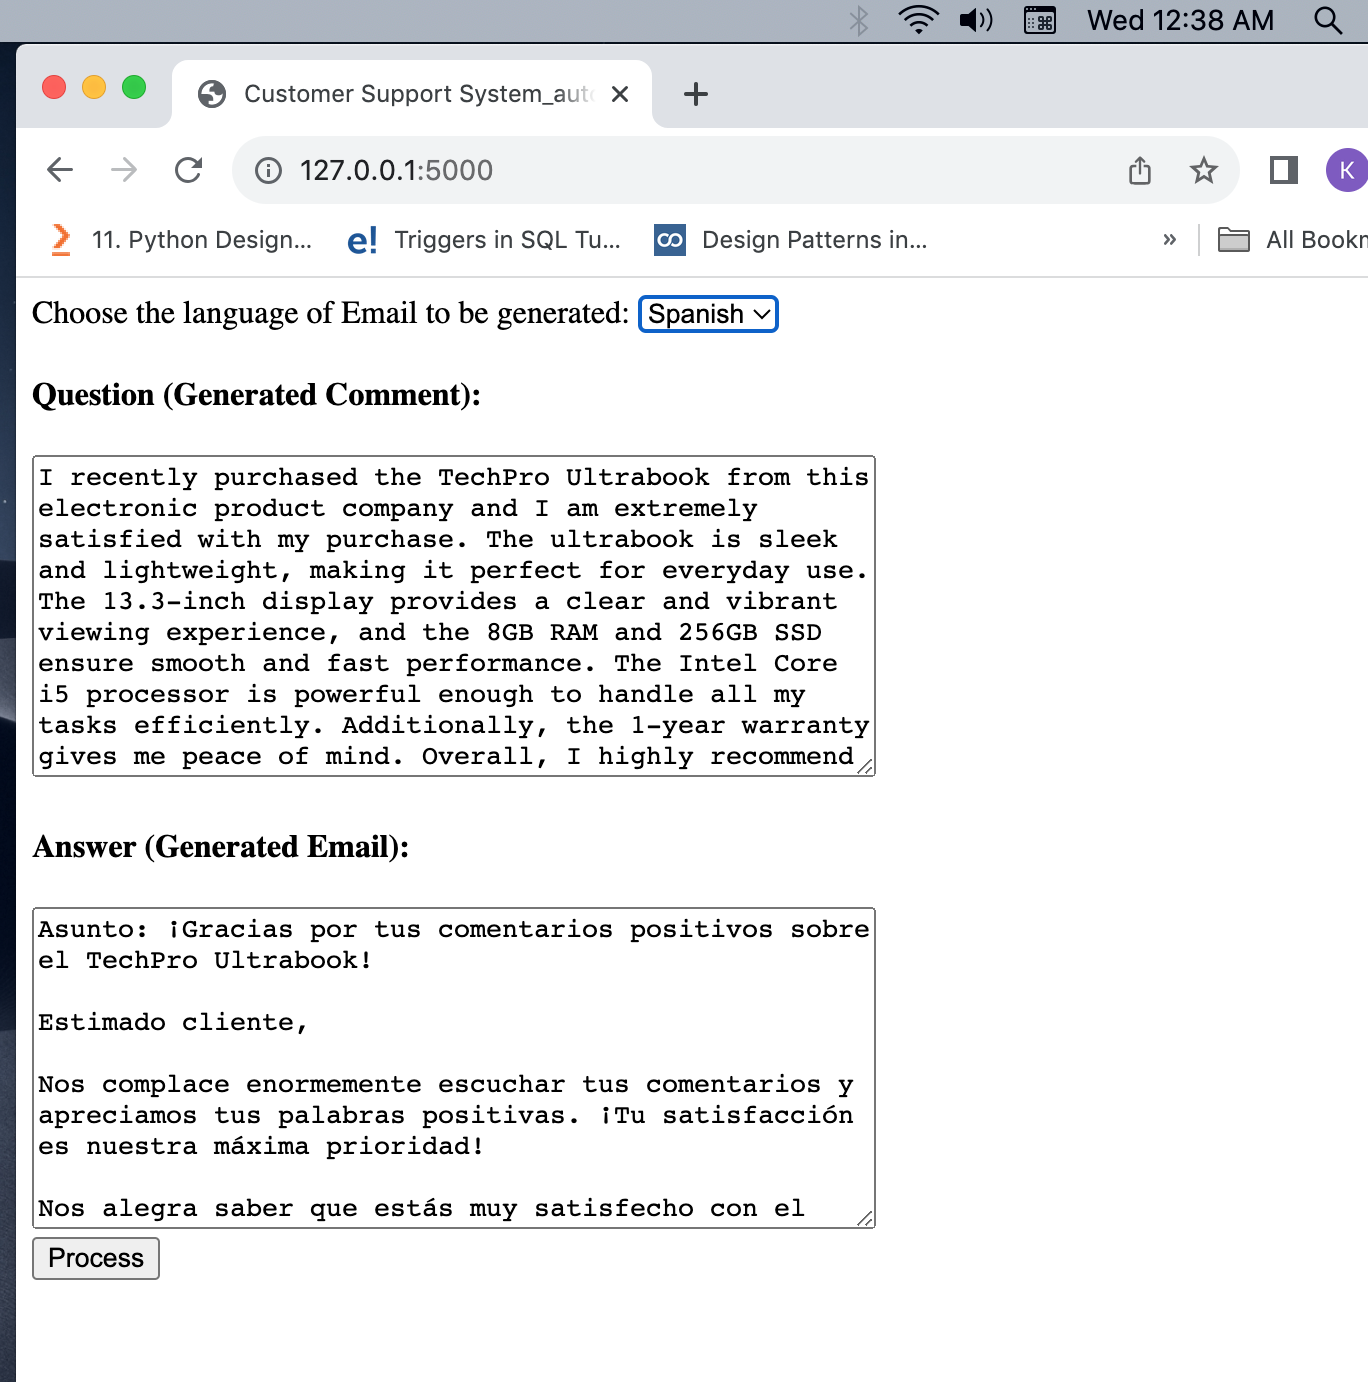 Wed 12:38 AM
Customer Support System_aut
127.0.0.1:5000
K
11. Python Design...
e! Triggers in SQL Tu...
Design Patterns in...
» All Book
Choose the language of Email to be generated: Spanish
Question (Generated Comment):
I recently purchased the TechPro Ultrabook from this
electronic product company and I am extremely
satisfied with my purchase. The ultrabook is sleek
and lightweight, making it perfect for everyday use.
The 13.3-inch display provides a clear and vibrant
viewing experience, and the 8GB RAM and 256GB SSD
ensure smooth and fast performance. The Intel Core
i5 processor is powerful enough to handle all my
tasks efficiently. Additionally, the 1-year warranty
gives me peace of mind. Overall, I highly recommend
Answer (Generated Email):
Asunto: ¡Gracias por tus comentarios positivos sobre
el TechPro Ultrabook!
Estimado cliente,
Nos complace enormemente escuchar tus comentarios y
apreciamos tus palabras positivas. ¡Tu satisfacción
es nuestra máxima prioridad!
Nos alegra saber que estás muy satisfecho con el
Process